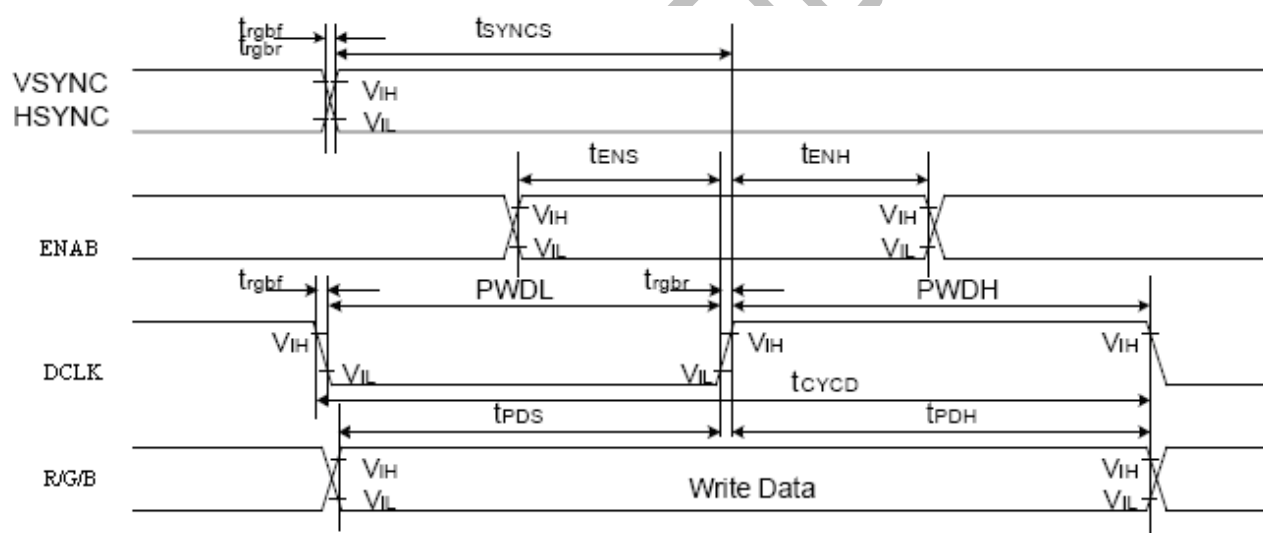 trgbf
trgbr
tSYNCS
VSYNC
HSYNC
VIH
VIL
tENS
tENH
ENAB
VIH
VIL
VIH
VIL
trgbf
PWDL
trgbr
PWDH
DCLK
VIH
VIL
VIL
VIH
VIH
tCYCD
tPDS
tPDH
R/G/B
VIH
VIL
Write Data
VIH
VIL